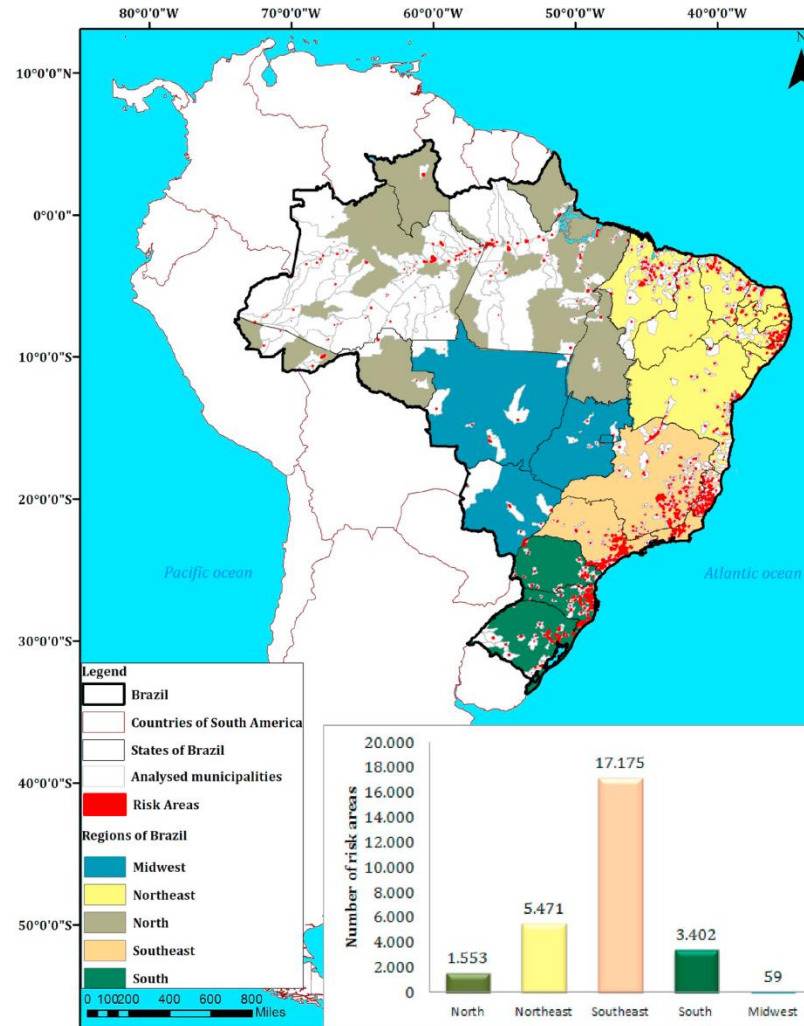 80°0'0"W 70°0'0"W 60°0'0"W 50°0'0"W 40°0'0"W
N
10°0'0"N
0°0'0"
10°0'0"S
20°0'0"S
Pacific ocean
Atlantic ocean
30°0'0"S
40°0'0"S
50°0'0"S
Legend
Brazil
Countries of South America
States of Brazil
Analysed municipalities
Risk Areas
Regions of Brazil
Midwest
Northeast
North
Southeast
South
0 100 200 400 600 800
Miles
Number of risk areas
20.000
18.000
16.000
14.000
12.000
10.000
8.000
6.000
4.000
2.000
0
1.553
5.471
17.175
3.402
59
North Northeast Southeast South Midwest